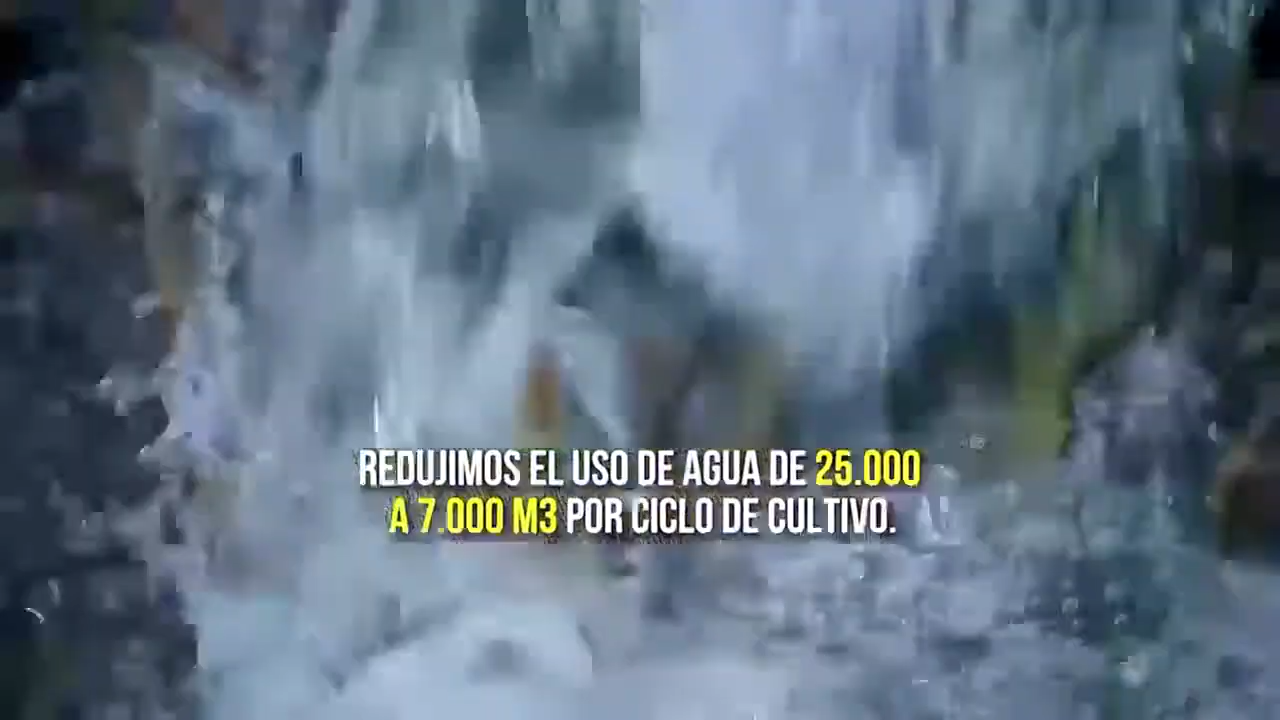 REDUJIMOS EL USO DE AGUA DE 25.000
A 7.000 M3 POR CICLO DE CULTIVO.